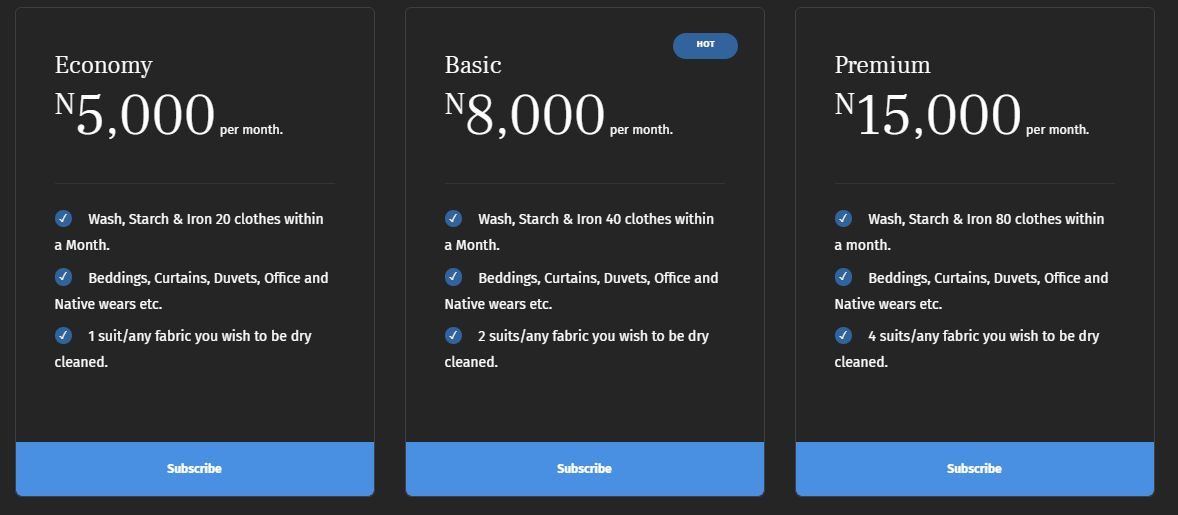 Economy
N5,000 per month.
✓ Wash, Starch & Iron 20 clothes within
a Month.
✓ Beddings, Curtains, Duvets, Office and
Native wears etc.
✓ 1 suit/any fabric you wish to be dry
cleaned.
Subscribe
HOT
Basic
N8,000 per month.
✓ Wash, Starch & Iron 40 clothes within
a Month.
✓ Beddings, Curtains, Duvets, Office and
Native wears etc.
✓ 2 suits/any fabric you wish to be dry
cleaned.
Subscribe
Premium
N15,000 per month.
✓ Wash, Starch & Iron 80 clothes within
a month.
✓ Beddings, Curtains, Duvets, Office and
Native wears etc.
✓ 4 suits/any fabric you wish to be dry
cleaned.
Subscribe